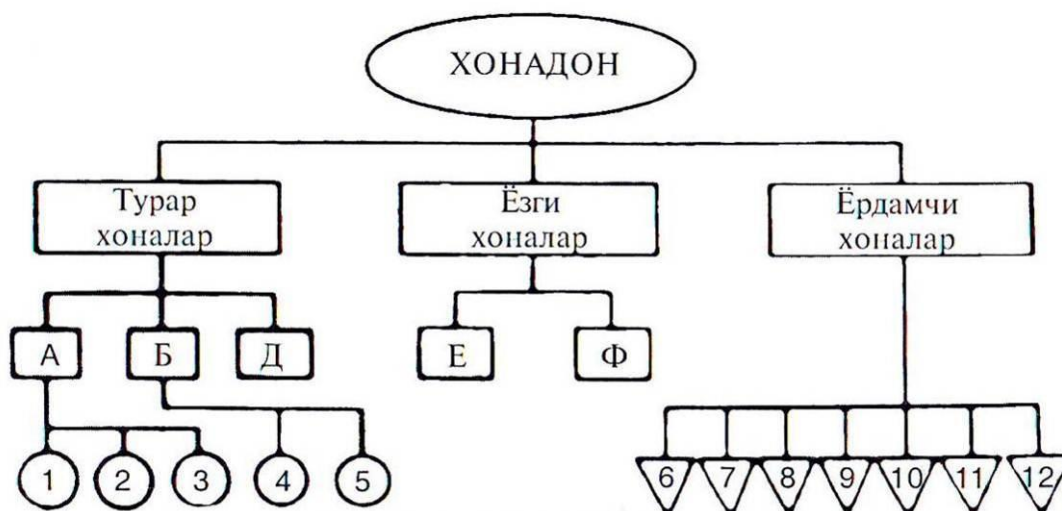 ХОНАДОН
Турар
хоналар
Ёзги
хоналар
Ёрдамчи
хоналар
А
Б
Д
Е
Ф
1
2
3
4
5
6
7
8
9
10
11
12